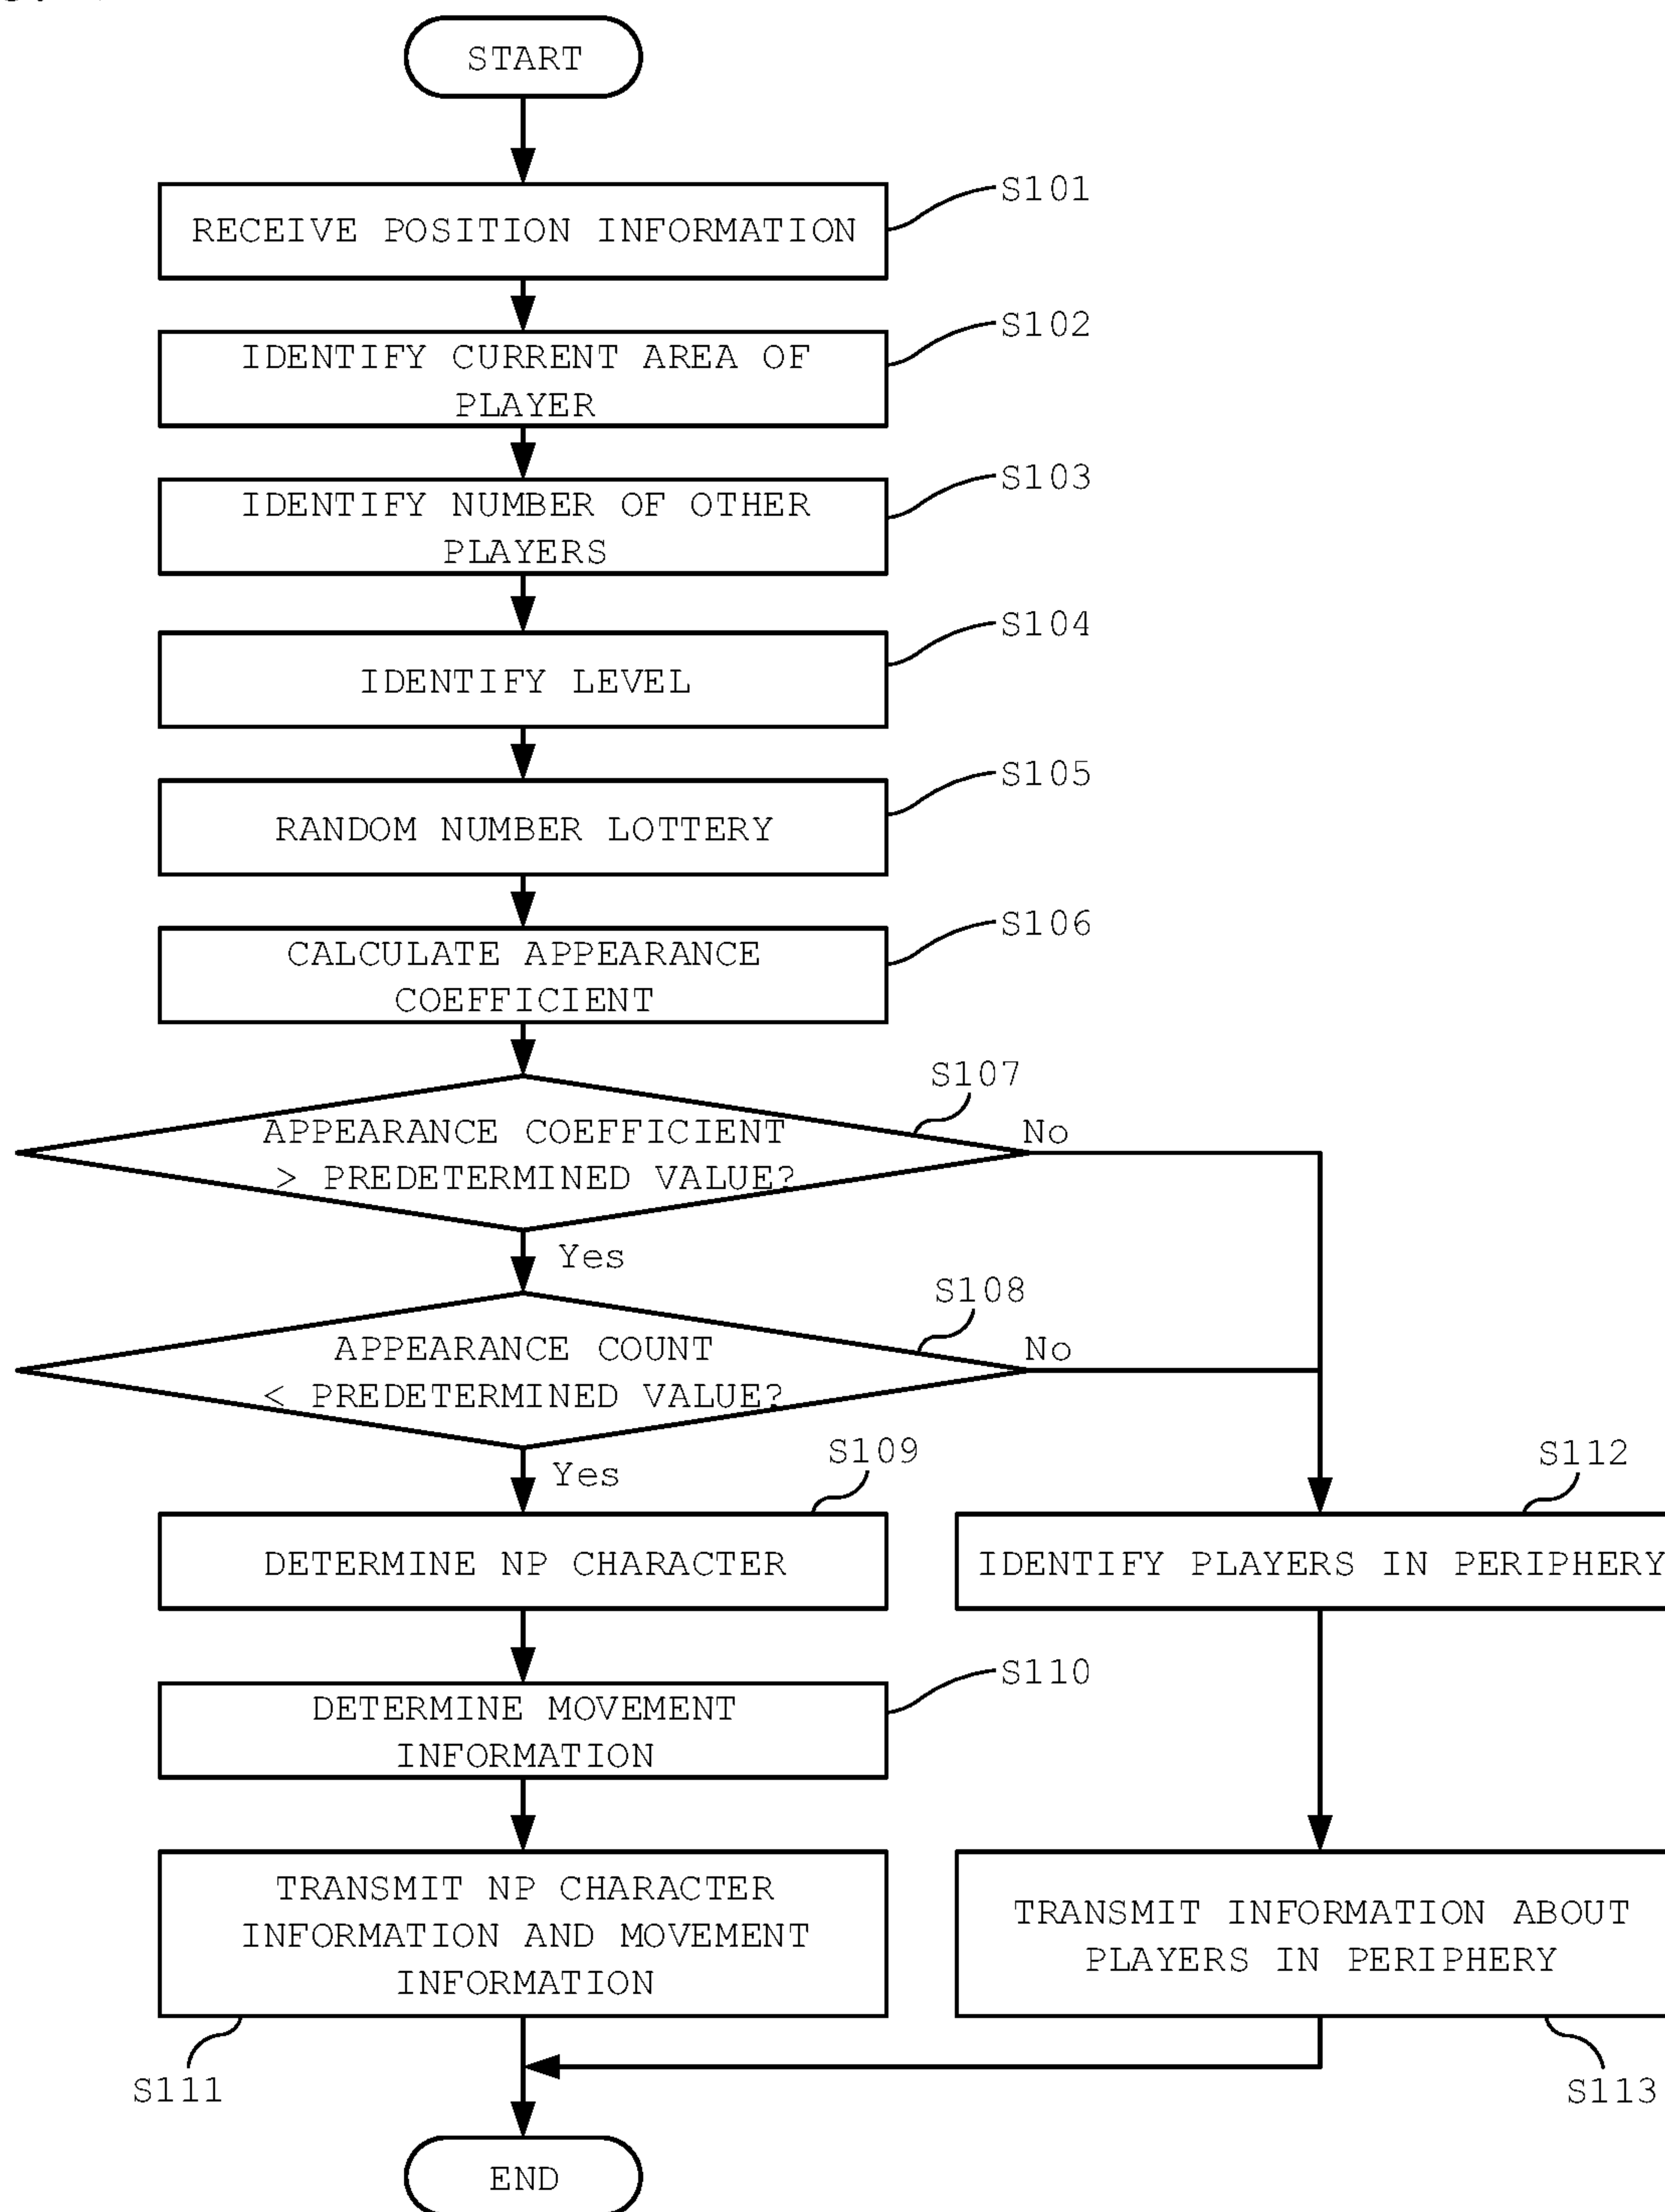 START
S101
RECEIVE POSITION INFORMATION
S102
IDENTIFY CURRENT AREA OF
PLAYER
S103
IDENTIFY NUMBER OF OTHER
PLAYERS
S104
IDENTIFY LEVEL
S105
RANDOM NUMBER LOTTERY
S106
CALCULATE APPEARANCE
COEFFICIENT
S107
APPEARANCE COEFFICIENT
> PREDETERMINED VALUE?
No
Yes
S108
APPEARANCE COUNT
< PREDETERMINED VALUE?
No
Yes
S109
DETERMINE NP CHARACTER
S112
IDENTIFY PLAYERS IN PERIPHERY
S110
DETERMINE MOVEMENT
INFORMATION
TRANSMIT NP CHARACTER
INFORMATION AND MOVEMENT
INFORMATION
S111
TRANSMIT INFORMATION ABOUT
PLAYERS IN PERIPHERY
S113
END